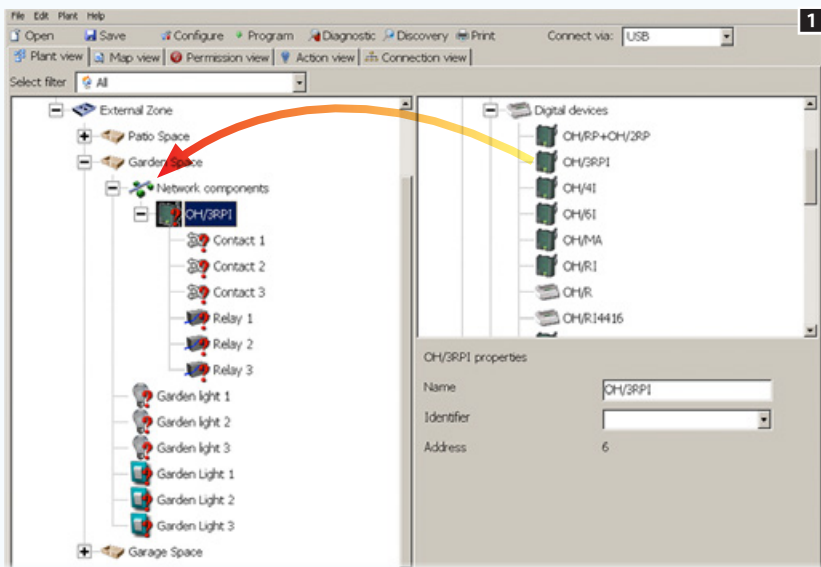 File Edit Plant Help
1
Open Save Configure Program Diagnostic Discovery Print Connect via: USB
Plant view Map view Permission view Action view Connection view
Select filter All
External Zone
Patio Space
Garden Space
Network components
OH/3RPI
Contact 1
Contact 2
Contact 3
Relay 1
Relay 2
Relay 3
Garden light 1
Garden light 2
Garden light 3
Garden Light 1
Garden Light 2
Garden Light 3
Garage Space
Digital devices
OH/RP+OH/2RP
OH/3RPI
OH/4I
OH/6I
OH/MA
OH/RI
OH/R
OH/RI4416
OH/3RPI properties
Name OH/3RPI
Identifier
Address 6